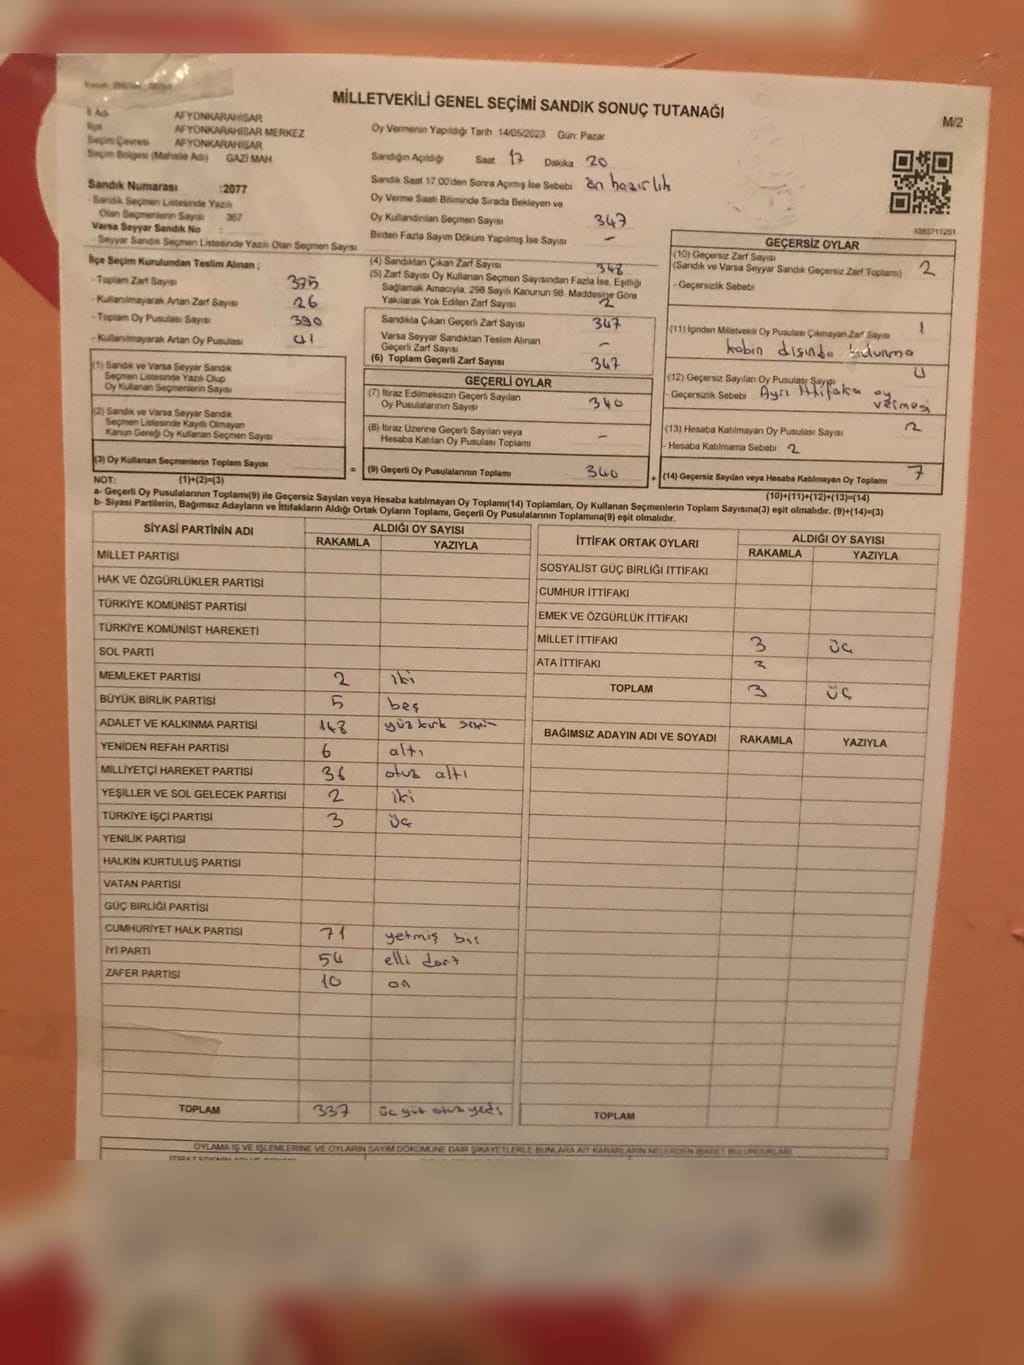 MİLLETVEKİLİ GENEL SEÇİMİ SANDIK SONUÇ TUTANAĞI
M/2
İl Adı AFYONKARAHİSAR
İlçe AFYONKARAHİSAR MERKEZ
Seçim Çevresi AFYONKARAHİSAR
Seçim Bölgesi (Mahalle Adı) GAZİ MAH.
Sandık Numarası :2077
- Sandık Seçmen Listesinde Yazılı
Olan Seçmenlerin Sayısı 367
Varsa Seyyar Sandık No :
- Seyyar Sandık Seçmen Listesinde Yazılı Olan Seçmen Sayısı
Oy Vermenin Yapıldığı Tarih 14/05/2023 Gün: Pazar
Sandığın Açıldığı Saat 17 Dakika 20
Sandık Saat 17:00'den Sonra Açımış İse Sebebi ön hazırlık
Oy Verme Saati Bitiminde Sırada Bekleyen ve
Oy Kullandırılan Seçmen Sayısı 347
Birden Fazla Sayım Döküm Yapılmış İse Sayısı –
1083711251
İlçe Seçim Kurulundan Teslim Alınan ;
- Toplam Zarf Sayısı 375
- Kullanılmayarak Artan Zarf Sayısı 26
- Toplam Oy Pusulası Sayısı 390
- Kullanılmayarak Artan Oy Pusulası 41
(1) Sandık ve Varsa Seyyar Sandık
Seçmen Listesinde Yazılı Olup
Oy Kullanan Seçmenlerin Sayısı
(2) Sandık ve Varsa Seyyar Sandık
Seçmen Listesinde Kayıtlı Olmayan
Kanun Gereği Oy Kullanan Seçmen Sayısı
(3) Oy Kullanan Seçmenlerin Toplam Sayısı
(4) Sandıktan Çıkan Zarf Sayısı 348
(5) Zarf Sayısı Oy Kullanan Seçmen Sayısından Fazla İse, Eşitliği
Sağlamak Amacıyla, 298 Sayılı Kanunun 98. Maddesine Göre
Yakılarak Yok Edilen Zarf Sayısı 2
Sandıkta Çıkan Geçerli Zarf Sayısı 347
Varsa Seyyar Sandıktan Teslim Alınan
Geçerli Zarf Sayısı –
(6) Toplam Geçerli Zarf Sayısı 347
GEÇERLİ OYLAR
(7) İtiraz Edilmeksizin Geçerli Sayılan
Oy Pusulalarının Sayısı 340
(8) İtiraz Üzerine Geçerli Sayılan veya
Hesaba Katılan Oy Pusulası Toplamı –
= (9) Geçerli Oy Pusulalarının Toplamı 340
GEÇERSİZ OYLAR
(10) Geçersiz Zarf Sayısı
(Sandık ve Varsa Seyyar Sandık Geçersiz Zarf Toplamı) 2
- Geçersizlik Sebebi
(11) İçinden Milletvekili Oy Pusulası Çıkmayan Zarf Sayısı 1
kabin dışında
(12) Geçersiz Sayılan Oy Pusulası Sayısı
- Geçersizlik Sebebi Ayrı ittifaka oy
vermesi
(13) Hesaba Katılmayan Oy Pusulası Sayısı 2
- Hesaba Katılmama Sebebi 2
+ (14) Geçersiz Sayılan veya Hesaba Katılmayan Oy Toplamı 7
NOT: (1)+(2)=(3)
(10)+(11)+(12)+(13)=(14)
a- Geçerli Oy Pusulalarının Toplamı(9) ile Geçersiz Sayılan veya Hesaba katılmayan Oy Toplamı(14) Toplamları, Oy Kullanan Seçmenlerin Toplam Sayısına(3) eşit olmalıdır. (9)+(14)=(3)
b- Siyasi Partilerin, Bağımsız Adayların ve İttifakların Aldığı Ortak Oyların Toplamı, Geçerli Oy Pusulalarının Toplamına(9) eşit olmalıdır.
SİYASİ PARTİNİN ADI ALDIĞI OY SAYISI
RAKAMLA YAZIYLA
MİLLET PARTİSİ
HAK VE ÖZGÜRLÜKLER PARTİSİ
TÜRKİYE KOMÜNİST PARTİSİ
TÜRKİYE KOMÜNİST HAREKETİ
SOL PARTİ
MEMLEKET PARTİSİ 2 iki
BÜYÜK BİRLİK PARTİSİ 5 beş
ADALET VE KALKINMA PARTİSİ 148 yüz kırk sekiz
YENİDEN REFAH PARTİSİ 6 altı
MİLLİYETÇİ HAREKET PARTİSİ 36 otuz altı
YEŞİLLER VE SOL GELECEK PARTİSİ 2 iki
TÜRKİYE İŞÇİ PARTİSİ 3 üç
YENİLİK PARTİSİ
HALKIN KURTULUŞ PARTİSİ
VATAN PARTİSİ
GÜÇ BİRLİĞİ PARTİSİ
CUMHURİYET HALK PARTİSİ 71 yetmiş bir
İYİ PARTİ 54 elli dört
ZAFER PARTİSİ 10 on
TOPLAM 337 üç yüz otuz yedi
İTTİFAK ORTAK OYLARI ALDIĞI OY SAYISI
RAKAMLA YAZIYLA
SOSYALİST GÜÇ BİRLİĞİ İTTİFAKI
CUMHUR İTTİFAKI
EMEK VE ÖZGÜRLÜK İTTİFAKI
MİLLET İTTİFAKI 3 üç
ATA İTTİFAKI
TOPLAM 3 üç
BAĞIMSIZ ADAYIN ADI VE SOYADI RAKAMLA YAZIYLA
TOPLAM
OYLAMA İŞ VE İŞLEMLERİNE VE OYLARIN SAYIM DÖKÜMÜNE DAİR ŞİKAYETLERLE BUNLARA AİT KARARLARIN NELERDEN İBARET BULUNDUKLARI